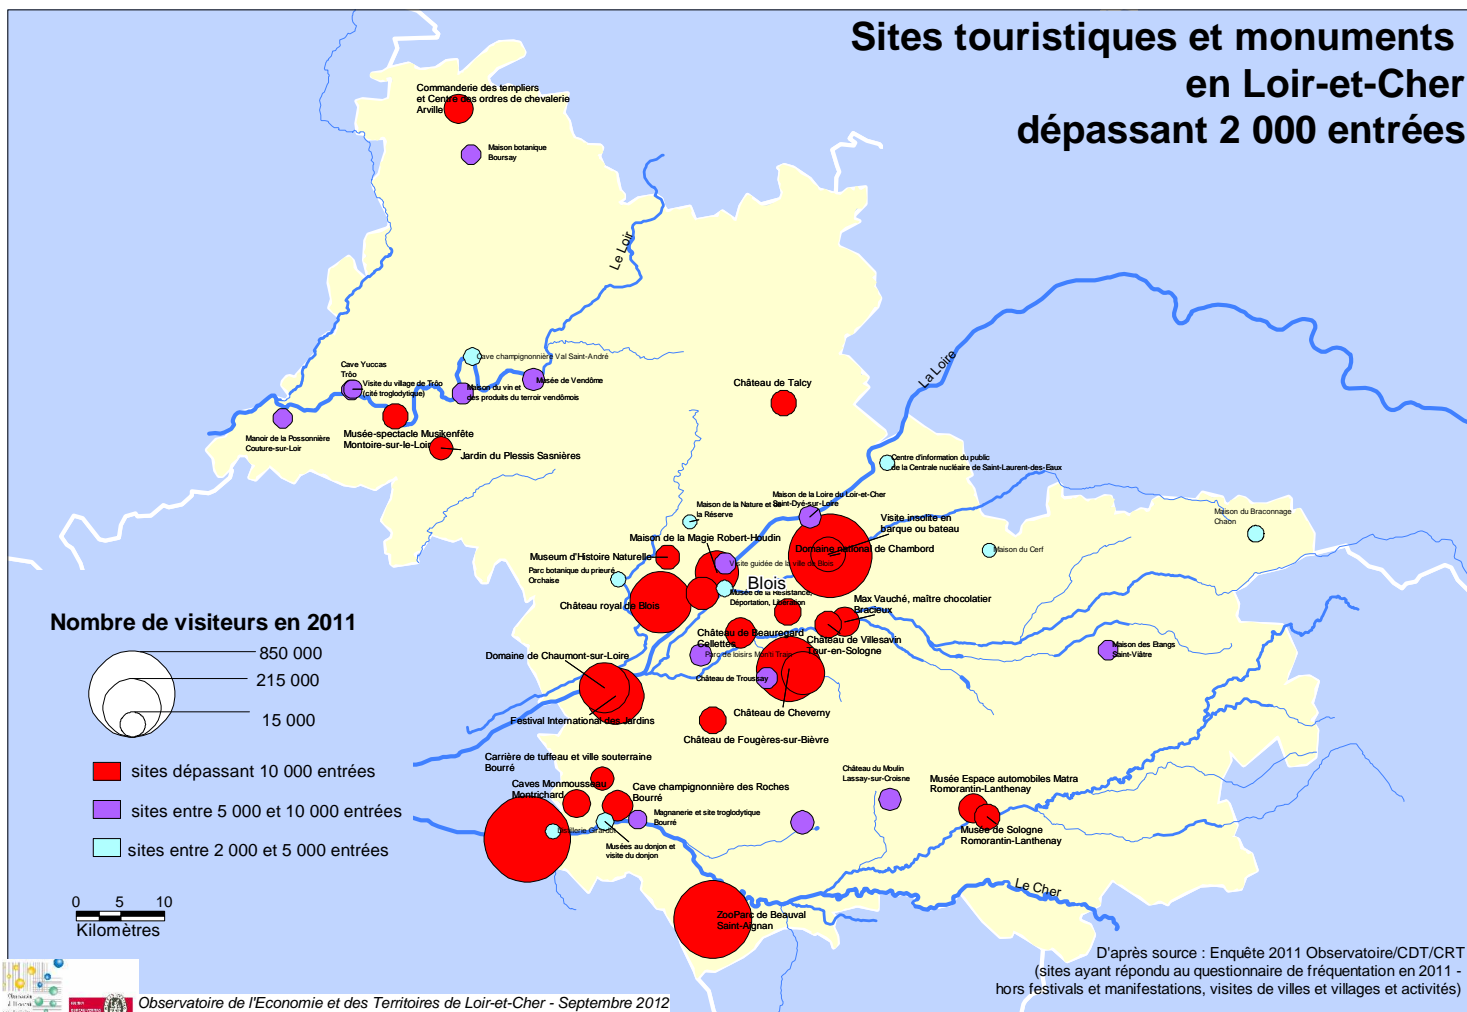 Sites touristiques et monuments
en Loir-et-Cher
dépassant 2 000 entrées
Commanderie des templiers
et Centre des ordres de chevalerie
Arville
Maison botanique
Boursay
Le Loir
Cave champignonnière Val Saint-André
Cave Yuccas
Trôo
Visite du village de Trôo
(cité troglodytique)
Maison du vin et
des produits du terroir vendômois
Musée de Vendôme
Manoir de la Possonnière
Couture-sur-Loir
Musée-spectacle Musikenfête
Montoire-sur-le-Loir
Jardin du Plessis Sasnières
Château de Talcy
La Loire
Centre d'information du public
de la Centrale nucléaire de Saint-Laurent-des-Eaux
Maison de la Loire du Loir-et-Cher
Saint-Dyé-sur-Loire
Maison de la Nature et de
la Réserve
Visite insolite en
barque ou bateau
Maison du Braconnage
Chaon
Maison de la Magie Robert-Houdin
Domaine national de Chambord
Maison du Cerf
Museum d'Histoire Naturelle
Visite guidée de la ville de Blois
Parc botanique du prieuré
Orchaise
Blois
Musée de la Résistance,
Déportation, Libération
Château royal de Blois
Max Vauché, maître chocolatier
Bracieux
Château de Beauregard
Cellettes
Château de Villesavin
Tour-en-Sologne
Maison des Etangs
Saint-Viâtre
Domaine de Chaumont-sur-Loire
Château de Troussay
Festival International des Jardins
Château de Cheverny
Château de Fougères-sur-Bièvre
Nombre de visiteurs en 2011
850 000
215 000
15 000
sites dépassant 10 000 entrées
sites entre 5 000 et 10 000 entrées
sites entre 2 000 et 5 000 entrées
Carrière de tuffeau et ville souterraine
Bourré
Caves Monmousseau
Montrichard
Cave champignonnière des Roches
Bourré
Magnanerie et site troglodytique
Bourré
Distillerie Girardot
Musées au donjon et
visite du donjon
Château du Moulin
Lassay-sur-Croisne
Musée Espace automobiles Matra
Romorantin-Lanthenay
Musée de Sologne
Romorantin-Lanthenay
Le Cher
ZooParc de Beauval
Saint-Aignan
0 5 10
Kilomètres
D'après source : Enquête 2011 Observatoire/CDT/CRT
(sites ayant répondu au questionnaire de fréquentation en 2011 -
hors festivals et manifestations, visites de villes et villages et activités)
Observatoire de l'Economie et des Territoires de Loir-et-Cher - Septembre 2012